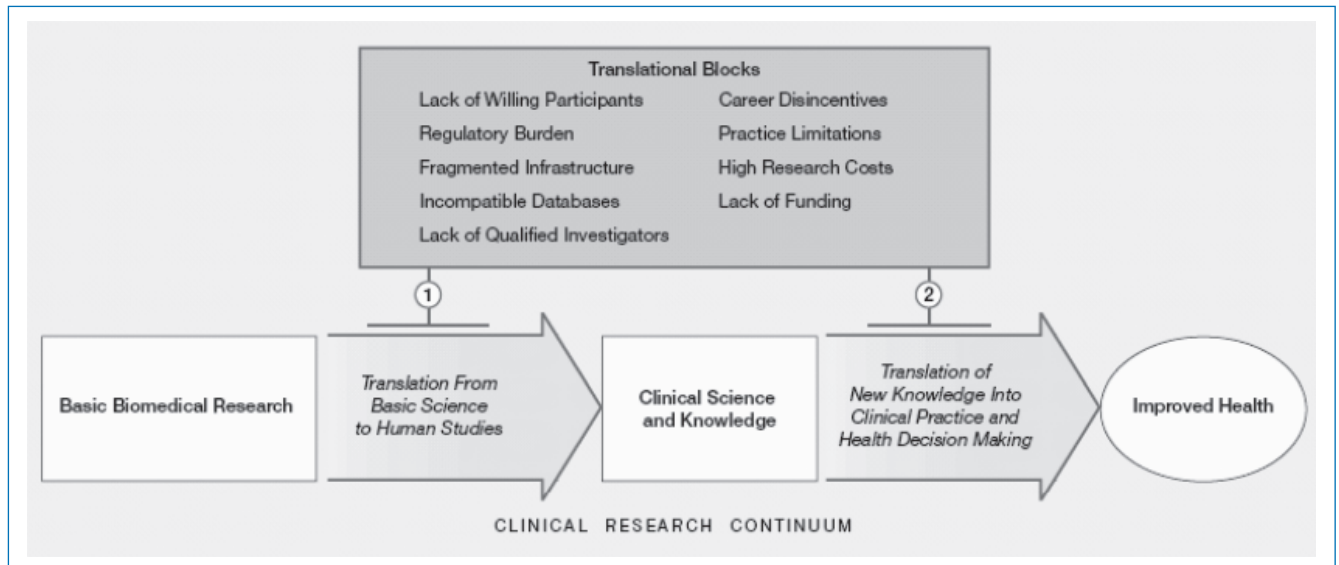 Translational Blocks
Lack of Willing Participants
Regulatory Burden
Fragmented Infrastructure
Incompatible Databases
Lack of Qualified Investigators
Career Disincentives
Practice Limitations
High Research Costs
Lack of Funding
1
2
Basic Biomedical Research
Translation From
Basic Science
to Human Studies
Clinical Science
and Knowledge
Translation of
New Knowledge Into
Clinical Practice and
Health Decision Making
Improved Health
CLINICAL RESEARCH CONTINUUM